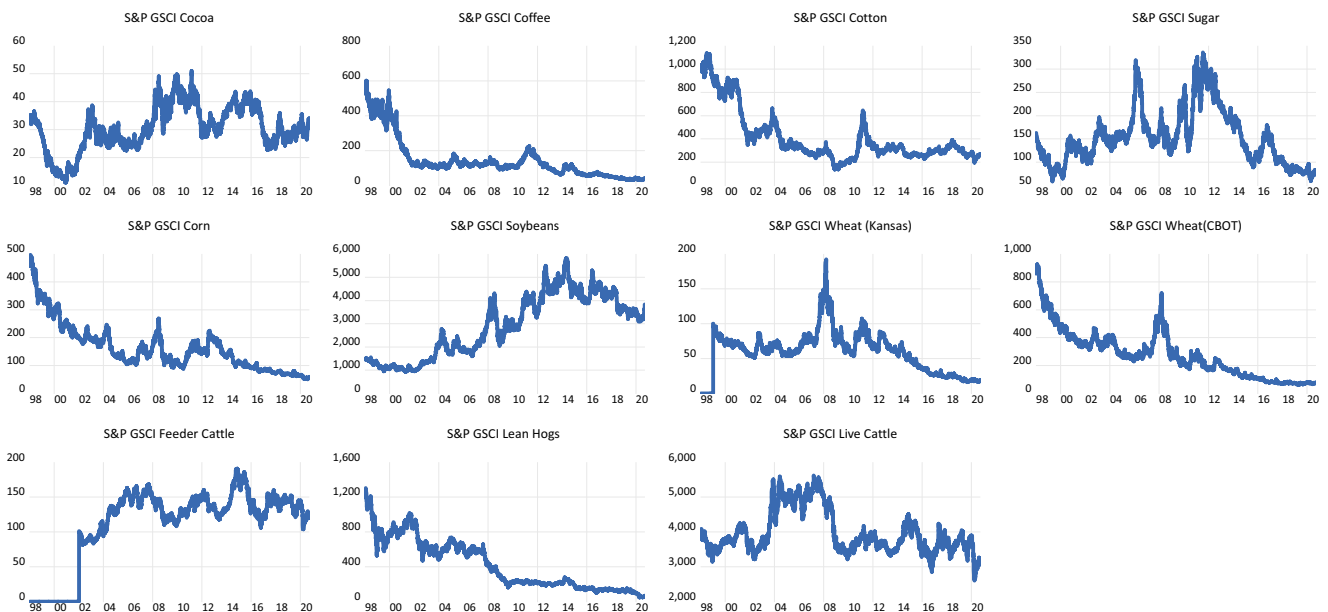 S&P GSCI Cocoa
60
50
40
30
20
10
98 00 02 04 06 08 10 12 14 16 18 20
S&P GSCI Coffee
800
600
400
200
0
98 00 02 04 06 08 10 12 14 16 18 20
S&P GSCI Cotton
1,200
1,000
800
600
400
200
0
98 00 02 04 06 08 10 12 14 16 18 20
S&P GSCI Sugar
350
300
250
200
150
100
50
98 00 02 04 06 08 10 12 14 16 18 20
S&P GSCI Corn
500
400
300
200
100
0
98 00 02 04 06 08 10 12 14 16 18 20
S&P GSCI Soybeans
6,000
5,000
4,000
3,000
2,000
1,000
0
98 00 02 04 06 08 10 12 14 16 18 20
S&P GSCI Wheat (Kansas)
200
150
100
50
0
98 00 02 04 06 08 10 12 14 16 18 20
S&P GSCI Wheat(CBOT)
1,000
800
600
400
200
0
98 00 02 04 06 08 10 12 14 16 18 20
S&P GSCI Feeder Cattle
200
150
100
50
0
98 00 02 04 06 08 10 12 14 16 18 20
S&P GSCI Lean Hogs
1,600
1,200
800
400
0
98 00 02 04 06 08 10 12 14 16 18 20
S&P GSCI Live Cattle
6,000
5,000
4,000
3,000
2,000
98 00 02 04 06 08 10 12 14 16 18 20